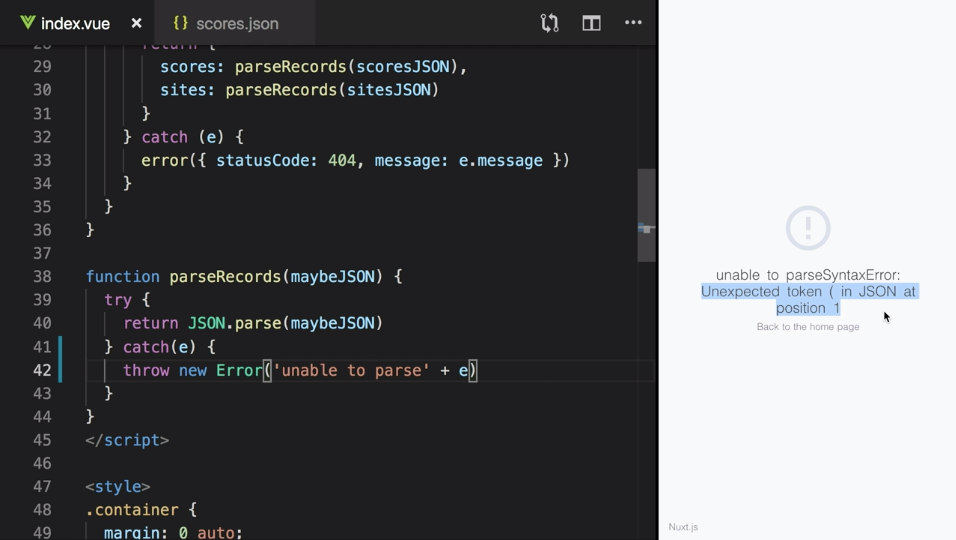 index.vue × {} scores.json ···
28 return {
29 scores: parseRecords(scoresJSON),
30 sites: parseRecords(sitesJSON)
31 }
32 } catch (e) {
33 error({ statusCode: 404, message: e.message })
34 }
35 }
36 }
37
38 function parseRecords(maybeJSON) {
39 try {
40 return JSON.parse(maybeJSON)
41 } catch(e) {
42 throw new Error('unable to parse' + e)
43 }
44 }
45 </script>
46
47 <style>
48 .container {
49 margin: 0 auto;
unable to parseSyntaxError:
Unexpected token ( in JSON at
position 1
Back to the home page
Nuxt.js